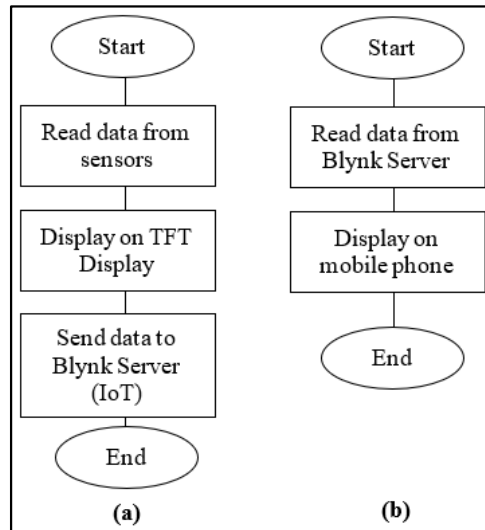 Start
Read data from
sensors
Display on TFT
Display
Send data to
Blynk Server
(IoT)
End
(a)
Start
Read data from
Blynk Server
Display on
mobile phone
End
(b)